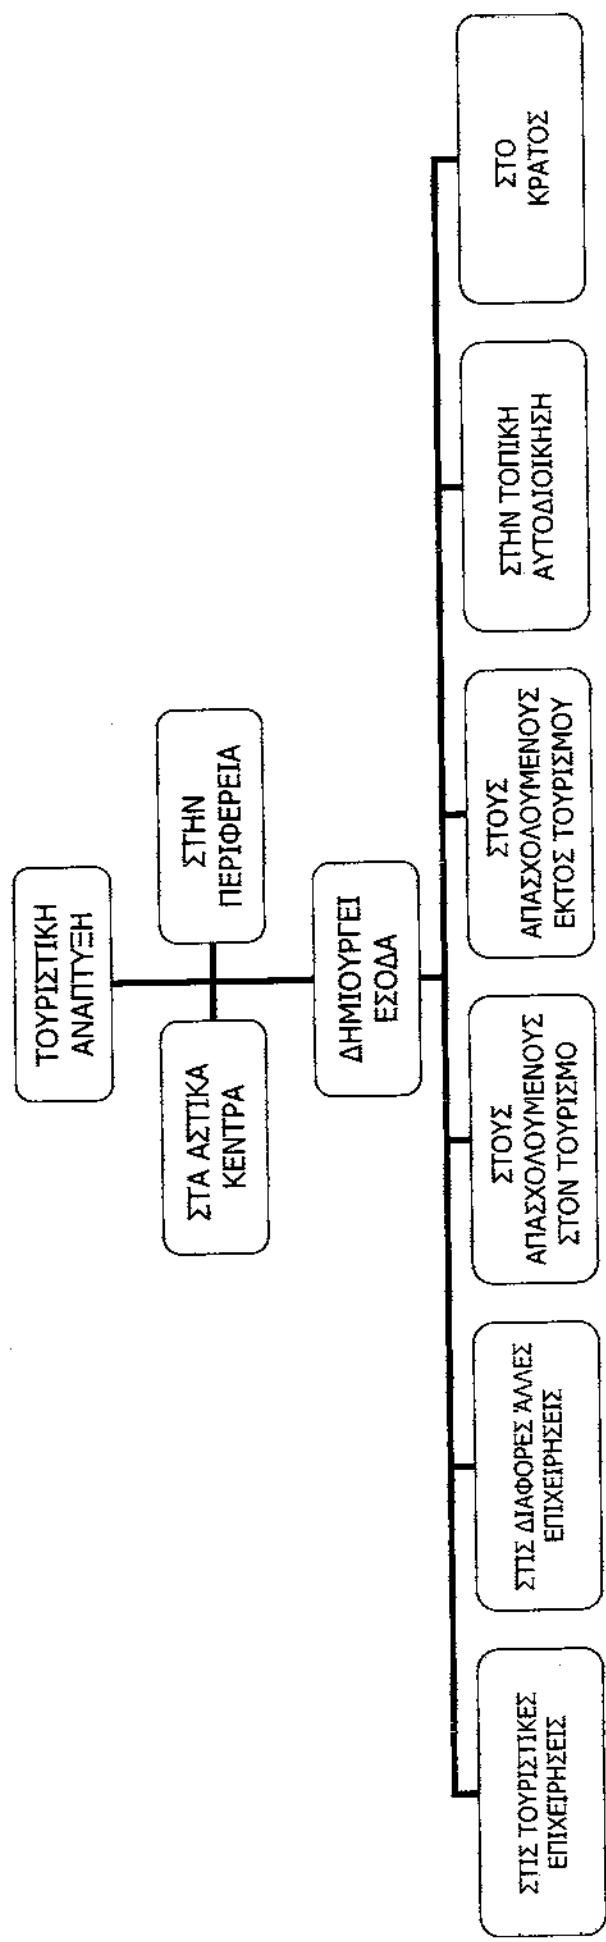 ΤΟΥΡΙΣΤΙΚΗ
ΑΝΑΠΤΥΞΗ
ΣΤΑ ΑΣΤΙΚΑ
ΚΕΝΤΡΑ
ΣΤΗΝ
ΠΕΡΙΦΕΡΕΙΑ
ΔΗΜΙΟΥΡΓΕΙ
ΕΣΟΔΑ
ΣΤΙΣ ΤΟΥΡΙΣΤΙΚΕΣ
ΕΠΙΧΕΙΡΗΣΕΙΣ
ΣΤΙΣ ΔΙΑΦΟΡΕΣ ΆΛΛΕΣ
ΕΠΙΧΕΙΡΗΣΕΙΣ
ΣΤΟΥΣ
ΑΠΑΣΧΟΛΟΥΜΕΝΟΥΣ
ΣΤΟΝ ΤΟΥΡΙΣΜΟ
ΣΤΟΥΣ
ΑΠΑΣΧΟΛΟΥΜΕΝΟΥΣ
ΕΚΤΟΣ ΤΟΥΡΙΣΜΟΥ
ΣΤΗΝ ΤΟΠΙΚΗ
ΑΥΤΟΔΙΟΙΚΗΣΗ
ΣΤΟ
ΚΡΑΤΟΣ